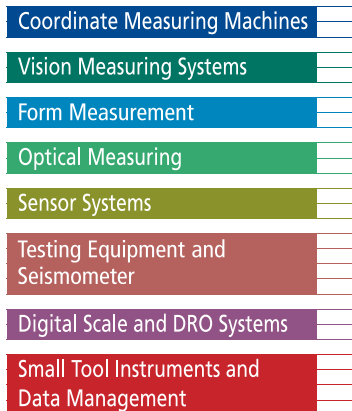 Coordinate Measuring Machines
Vision Measuring Systems
Form Measurement
Optical Measuring
Sensor Systems
Testing Equipment and
Seismometer
Digital Scale and DRO Systems
Small Tool Instruments and
Data Management